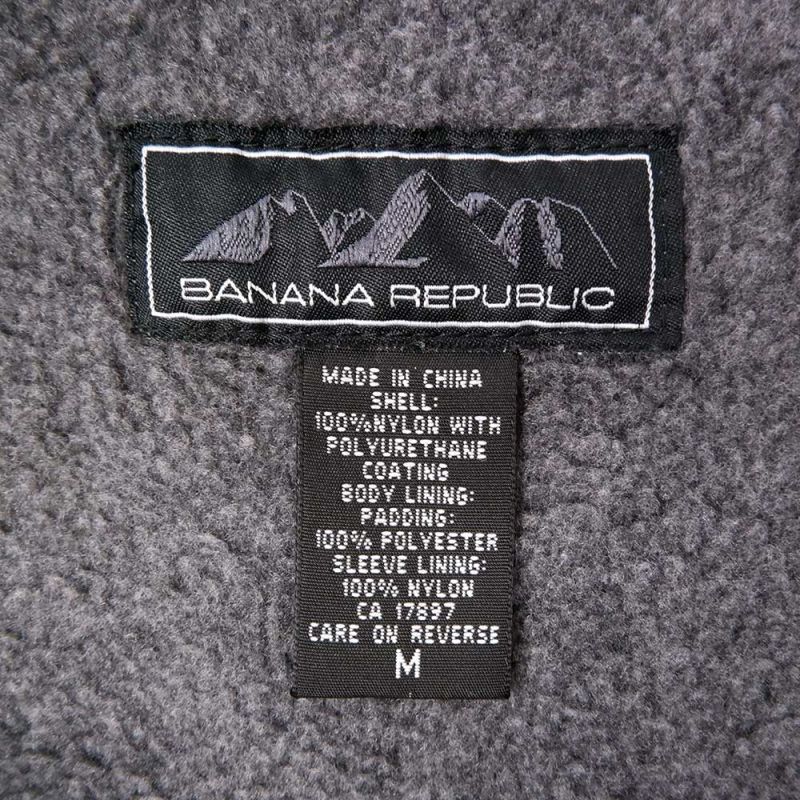 BANANA REPUBLIC
MADE IN CHINA
SHELL:
100%NYLON WITH
POLYURETHANE
COATING
BODY LINING:
PADDING:
100% POLYESTER
SLEEVE LINING:
100% NYLON
CA 17897
CARE ON REVERSE
M